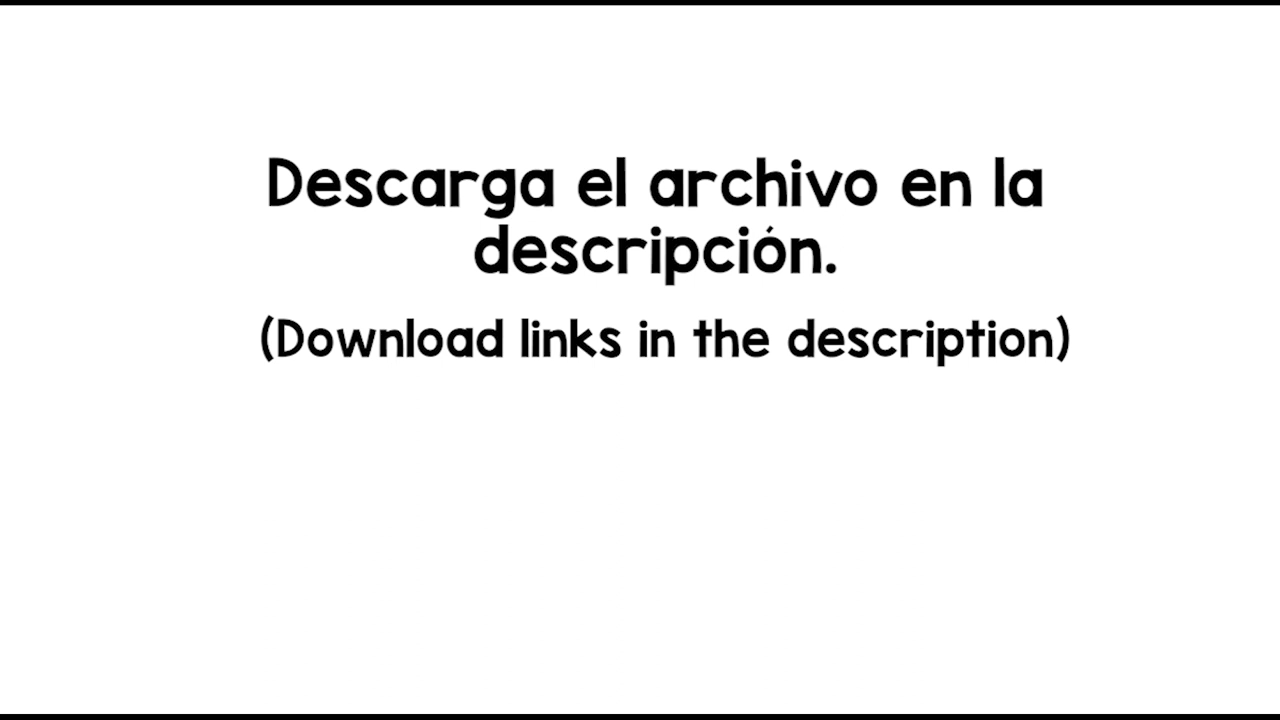 Descarga el archivo en la
descripción.
(Download links in the description)